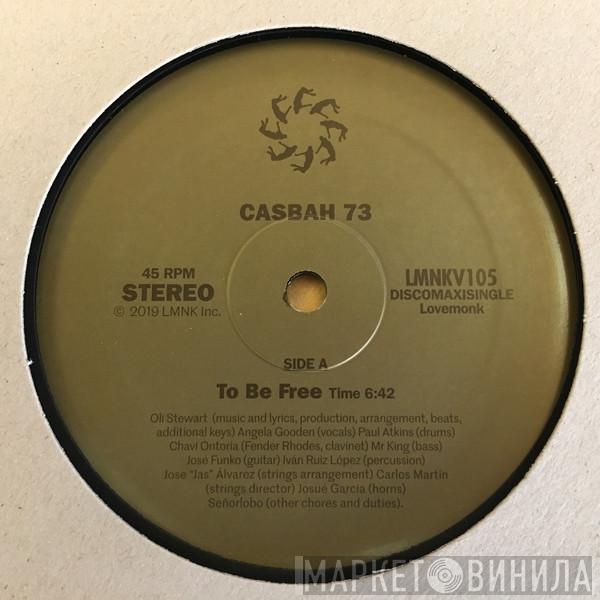 CASBAH 73
45 RPM
STEREO
© 2019 LMNK Inc.
LMNKV105
DISCOMAXISINGLE
Lovemonk
SIDE A
To Be Free Time 6:42
Oli Stewart (music and lyrics, production, arrangement, beats,
additional keys) Angela Gooden (vocals) Paul Atkins (drums)
Chavi Ontoria (Fender Rhodes, clavinet) Mr King (bass)
José Funko (guitar) Iván Ruiz López (percussion)
Jose "Jas" Álvarez (strings arrangement) Carlos Martín
(strings director) Josué García (horns)
Señorlobo (other chores and duties).
МАРКЕТ ВИНИЛА